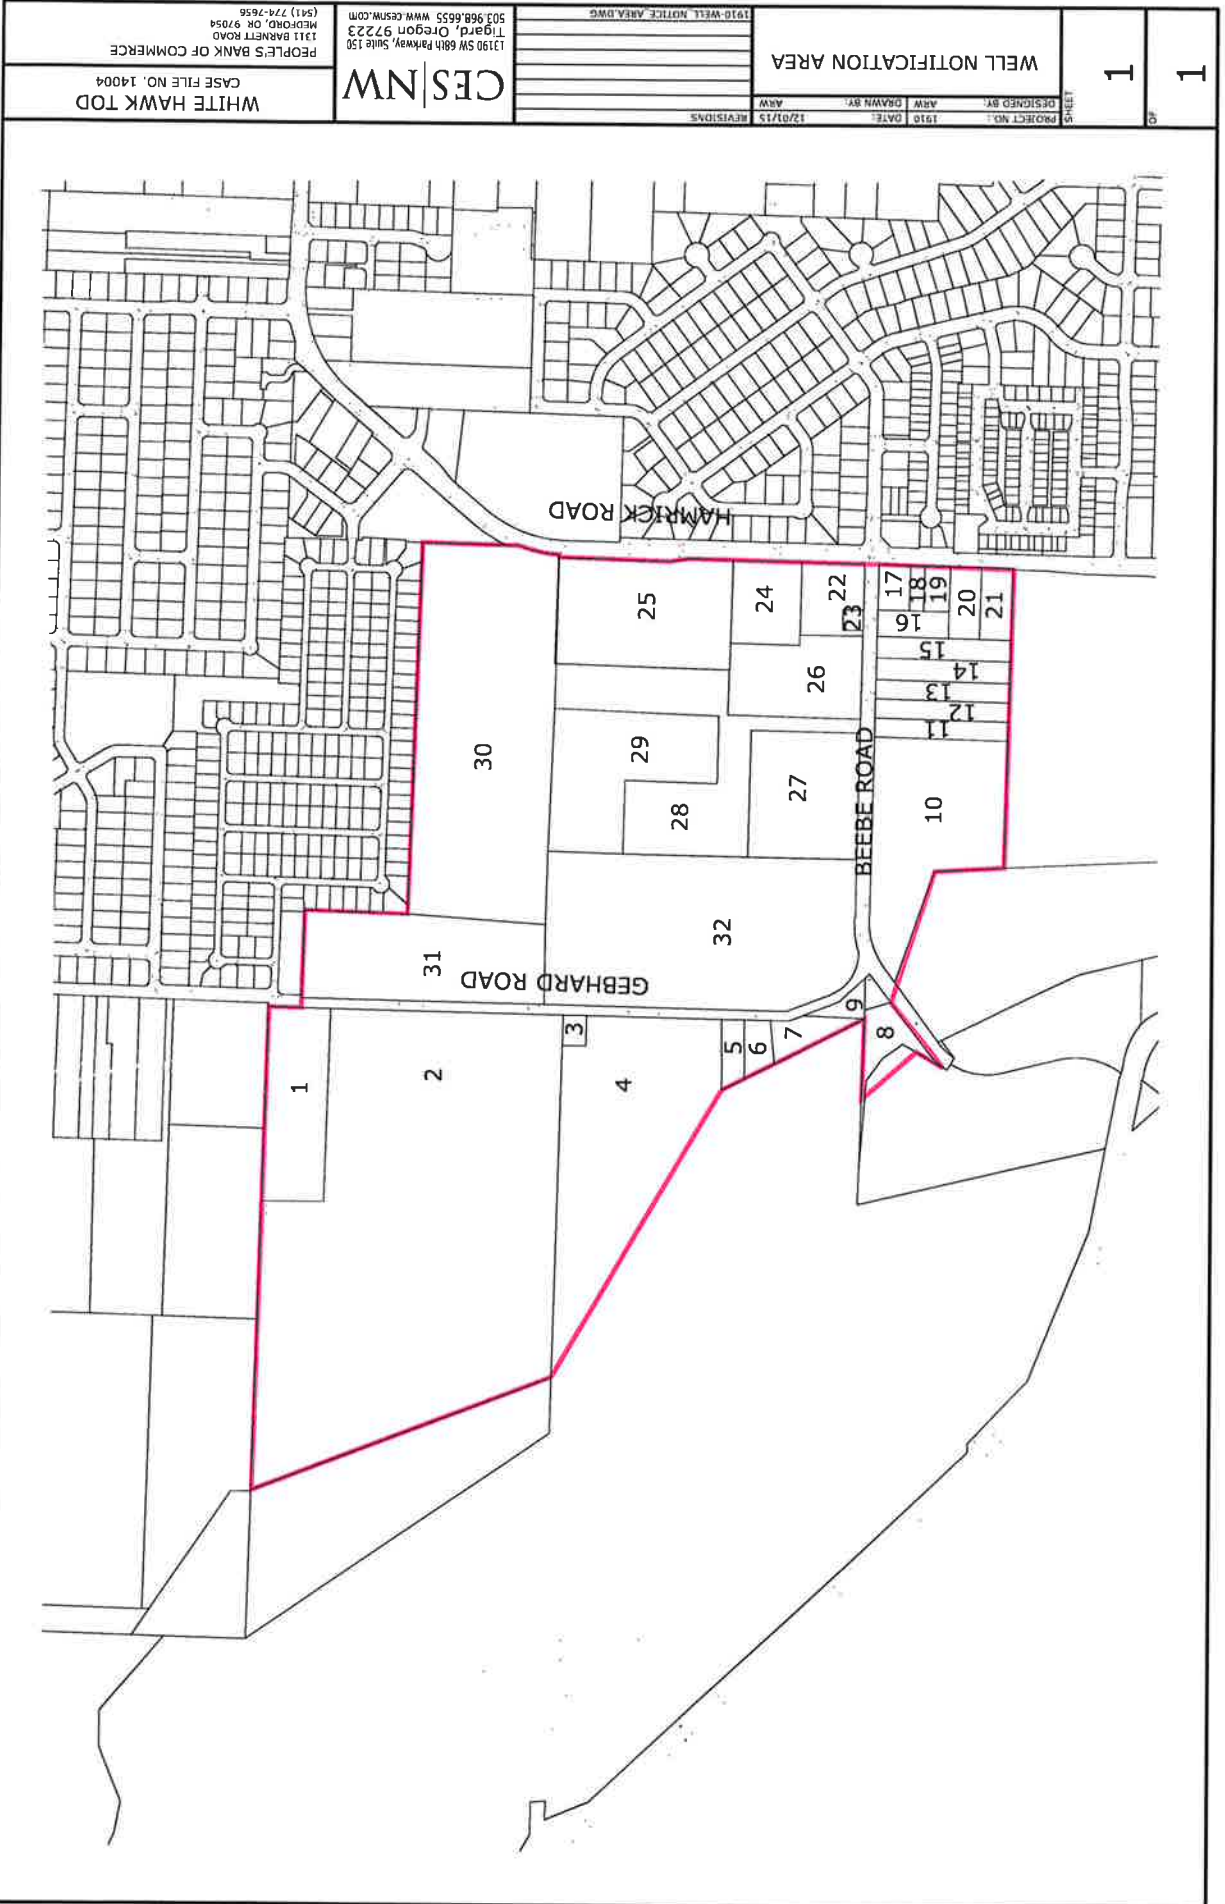 WHITE HAWK TOD
CASE FILE NO. 14004
PEOPLE'S BANK OF COMMERCE
1311 BARNETT ROAD
MEDFORD, OR 97054
(541) 774-7656
CES|NW
13190 SW 68th Parkway, Suite 150
Tigard, Oregon 97223
503.968.6655 www.cesnw.com
REVISIONS
1910-WELL_NOTICE_AREA.DWG
PROJECT NO.: 1910 DATE: 12/01/15
DESIGNED BY: ARW DRAWN BY: ARW
WELL NOTIFICATION AREA
SHEET
1
OF
1
HAMRICK ROAD
BEEBE ROAD
GEBHARD ROAD
1
2
3
4
5
6
7
8
9
10
11
12
13
14
15
16
17
18
19
20
21
22
23
24
25
26
27
28
29
30
31
32